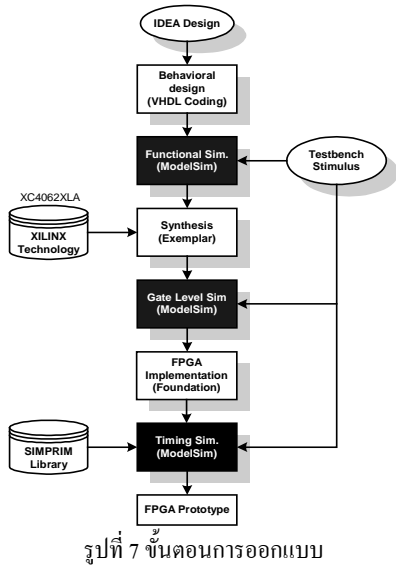 IDEA Design
Behavioral
design
(VHDL Coding)
Functional Sim.
(ModelSim)
Testbench
Stimulus
XC4062XLA
XILINX
Technology
Synthesis
(Exemplar)
Gate Level Sim
(ModelSim)
FPGA
Implementation
(Foundation)
SIMPRIM
Library
Timing Sim.
(ModelSim)
FPGA Prototype
รูปที่ 7 ขั้นตอนการออกแบบ